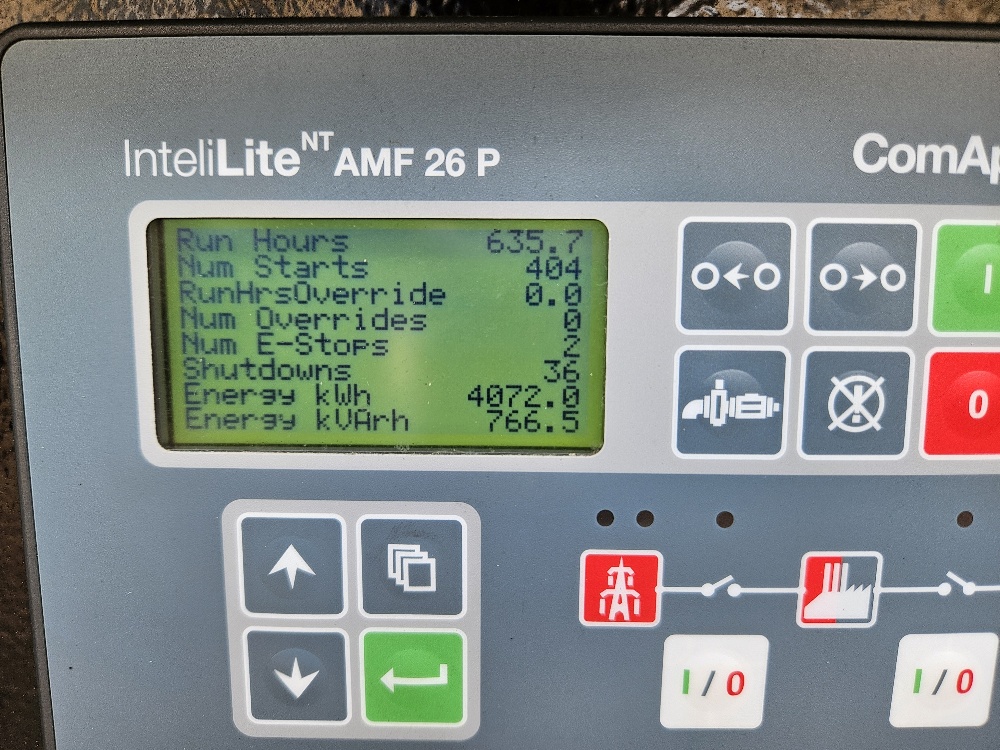 InteliLite NT AMF 26 P
ComAp
Run Hours 635.7
Num Starts 404
RunHrsOverride 0.0
Num Overrides 0
Num E-Stops 2
Shutdowns 36
Energy kWh 4072.0
Energy kVArh 766.5
I
0
I/0
I/0